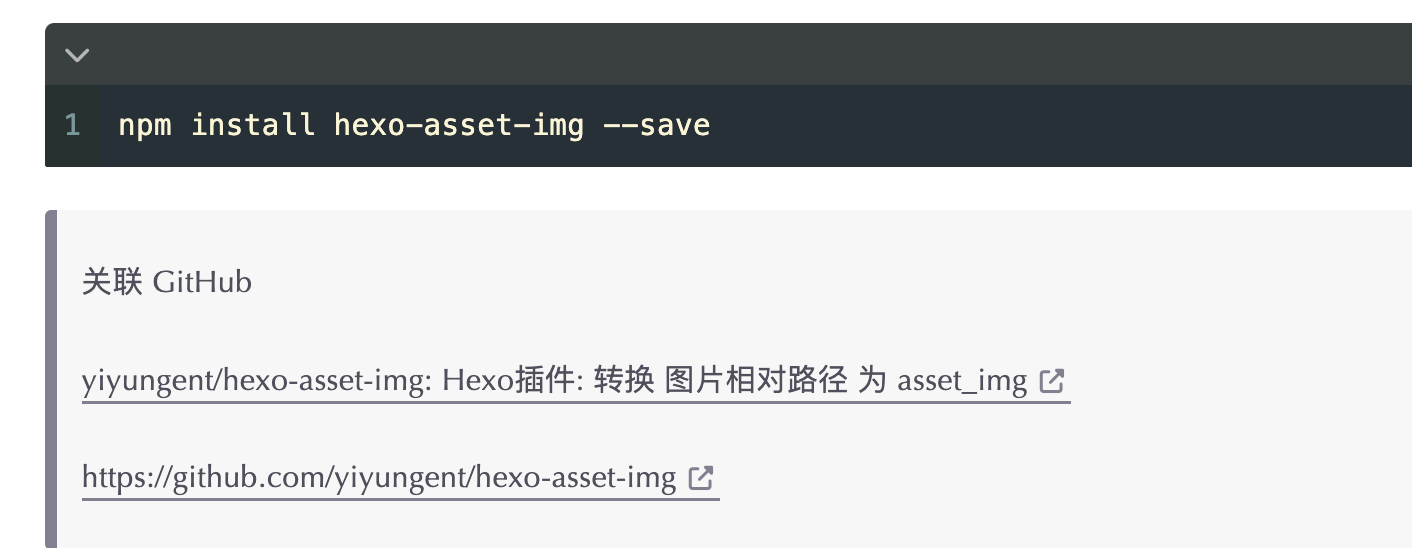 1 npm install hexo-asset-img --save
关联 GitHub
yiyungent/hexo-asset-img: Hexo插件: 转换 图片相对路径 为 asset_img
https://github.com/yiyungent/hexo-asset-img